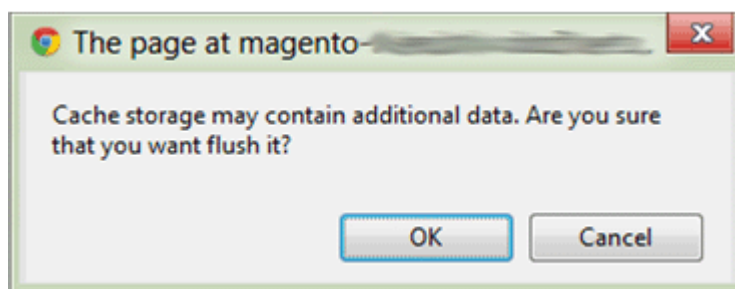 The page at magento-
Cache storage may contain additional data. Are you sure
that you want flush it?
OK
Cancel